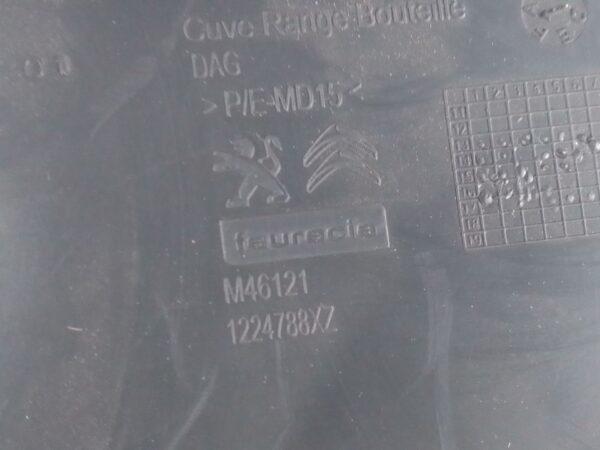 Cuve Range Bouteille
DAG
> P/E-MD15 <
faurecia
M46121
1224788XZ